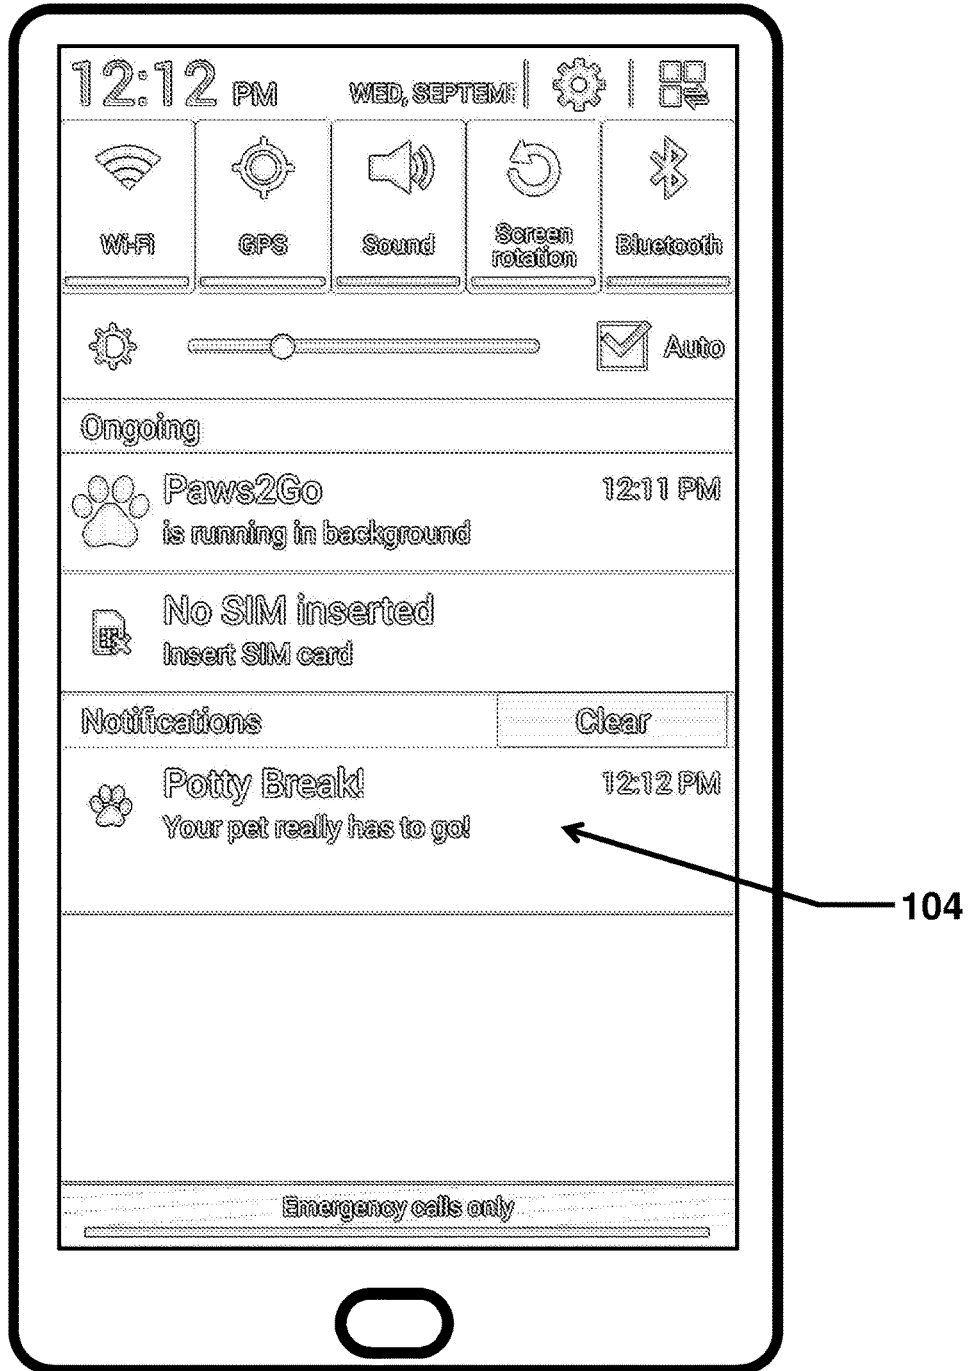 12:12 PM WED, SEPTEM
Wi-Fi GPS Sound Screen rotation Bluetooth
Auto
Ongoing
Paws2Go 12:11 PM
is running in background
No SIM inserted
Insert SIM card
Notifications Clear
Potty Break! 12:12 PM
Your pet really has to go!
104
Emergency calls only